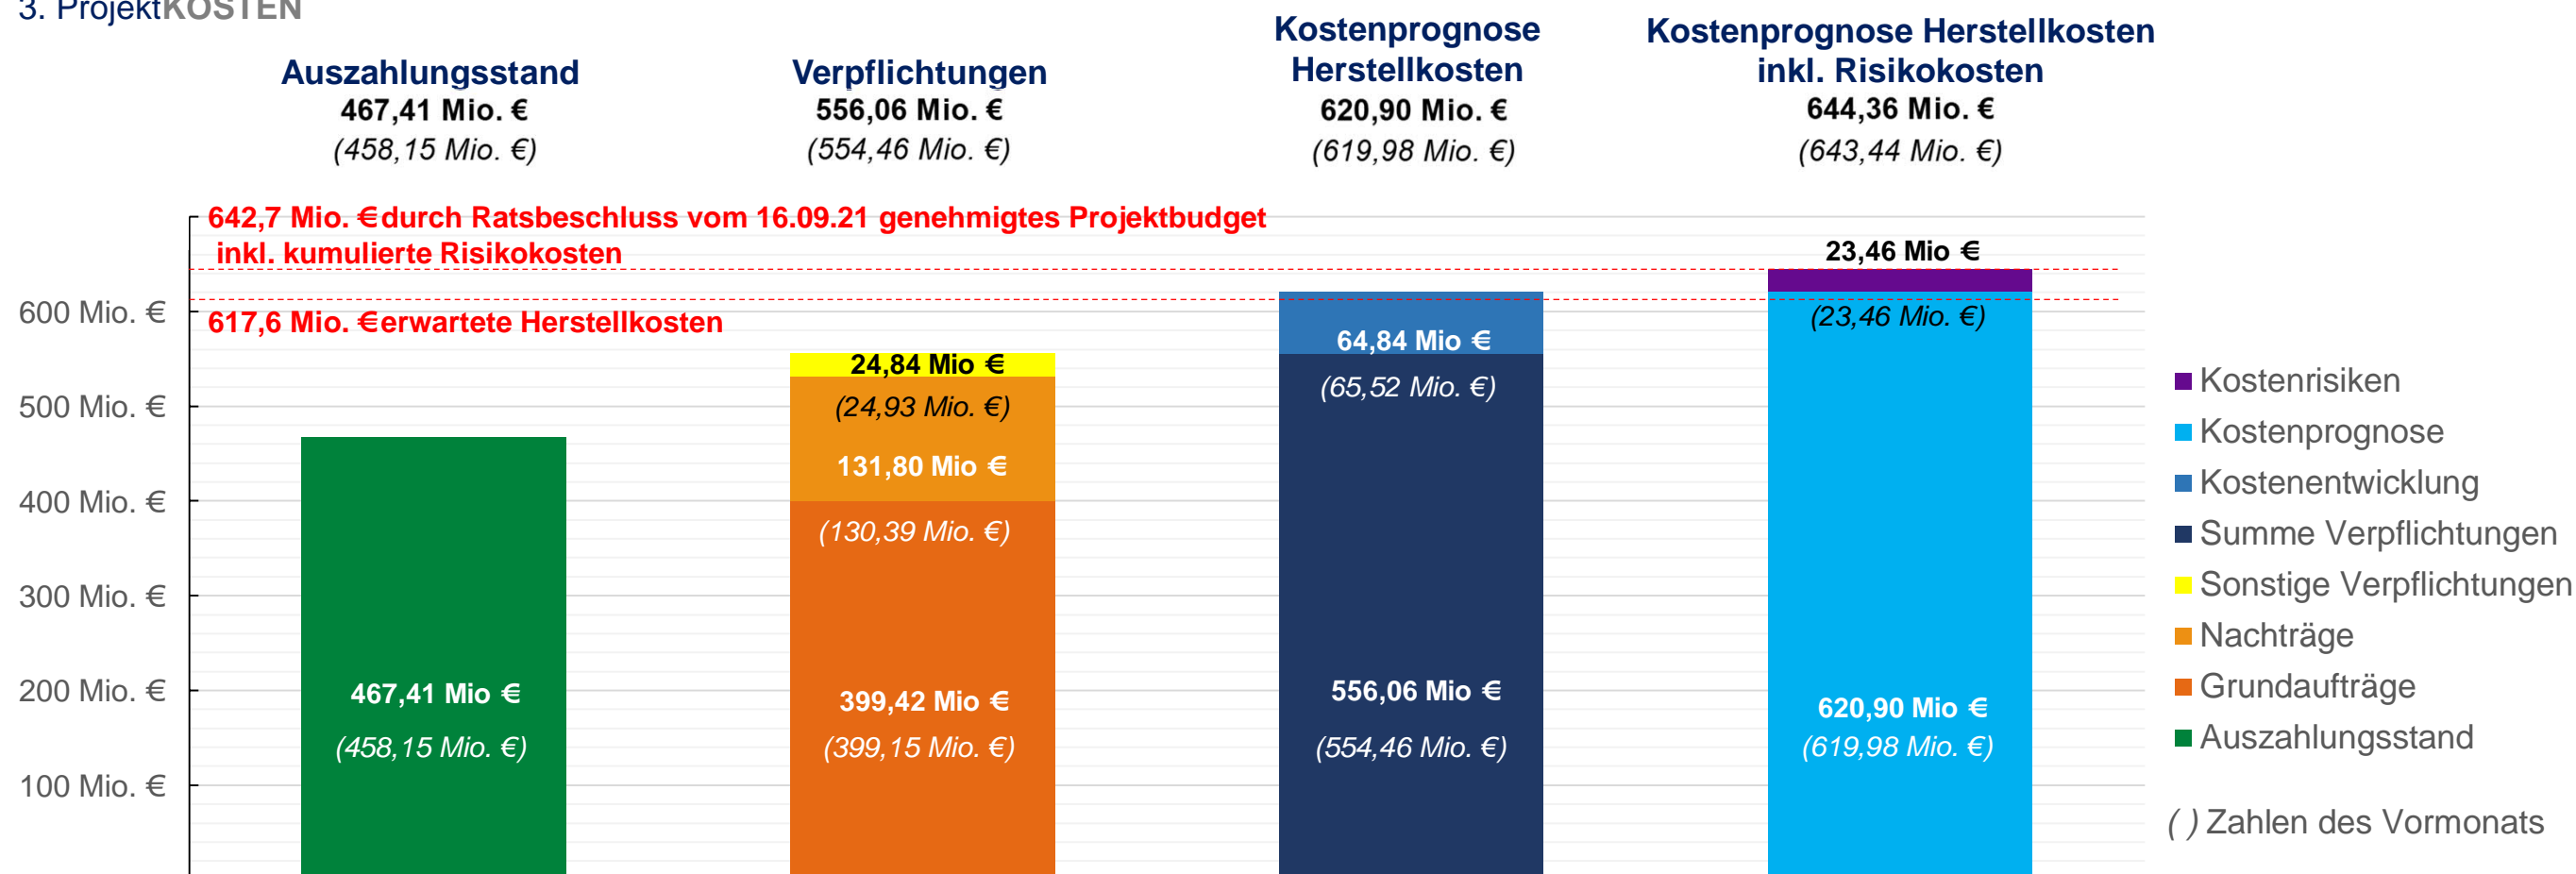 3. ProjektKOSTEN
Auszahlungsstand
467,41 Mio. €
(458,15 Mio. €)
Verpflichtungen
556,06 Mio. €
(554,46 Mio. €)
Kostenprognose
Herstellkosten
620,90 Mio. €
(619,98 Mio. €)
Kostenprognose Herstellkosten
inkl. Risikokosten
644,36 Mio. €
(643,44 Mio. €)
642,7 Mio. € durch Ratsbeschluss vom 16.09.21 genehmigtes Projektbudget
inkl. kumulierte Risikokosten
617,6 Mio. € erwartete Herstellkosten
600 Mio. €
500 Mio. €
400 Mio. €
300 Mio. €
200 Mio. €
100 Mio. €
467,41 Mio €
(458,15 Mio. €)
24,84 Mio €
(24,93 Mio. €)
131,80 Mio €
(130,39 Mio. €)
399,42 Mio €
(399,15 Mio. €)
64,84 Mio €
(65,52 Mio. €)
556,06 Mio €
(554,46 Mio. €)
23,46 Mio €
(23,46 Mio. €)
620,90 Mio €
(619,98 Mio. €)
Kostenrisiken
Kostenprognose
Kostenentwicklung
Summe Verpflichtungen
Sonstige Verpflichtungen
Nachträge
Grundaufträge
Auszahlungsstand
( ) Zahlen des Vormonats